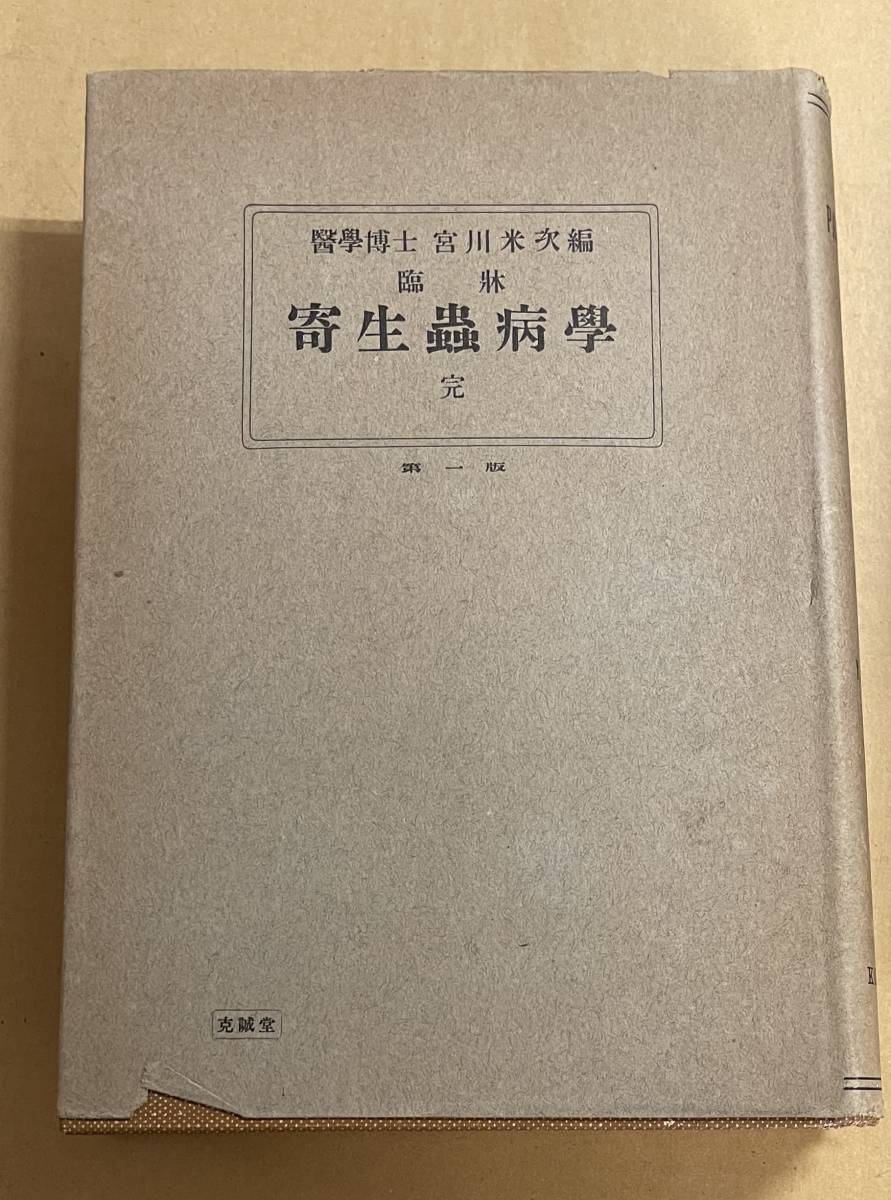 醫學博士 宮川米次編
臨牀
寄生蟲病學
完
第一版
克誠堂